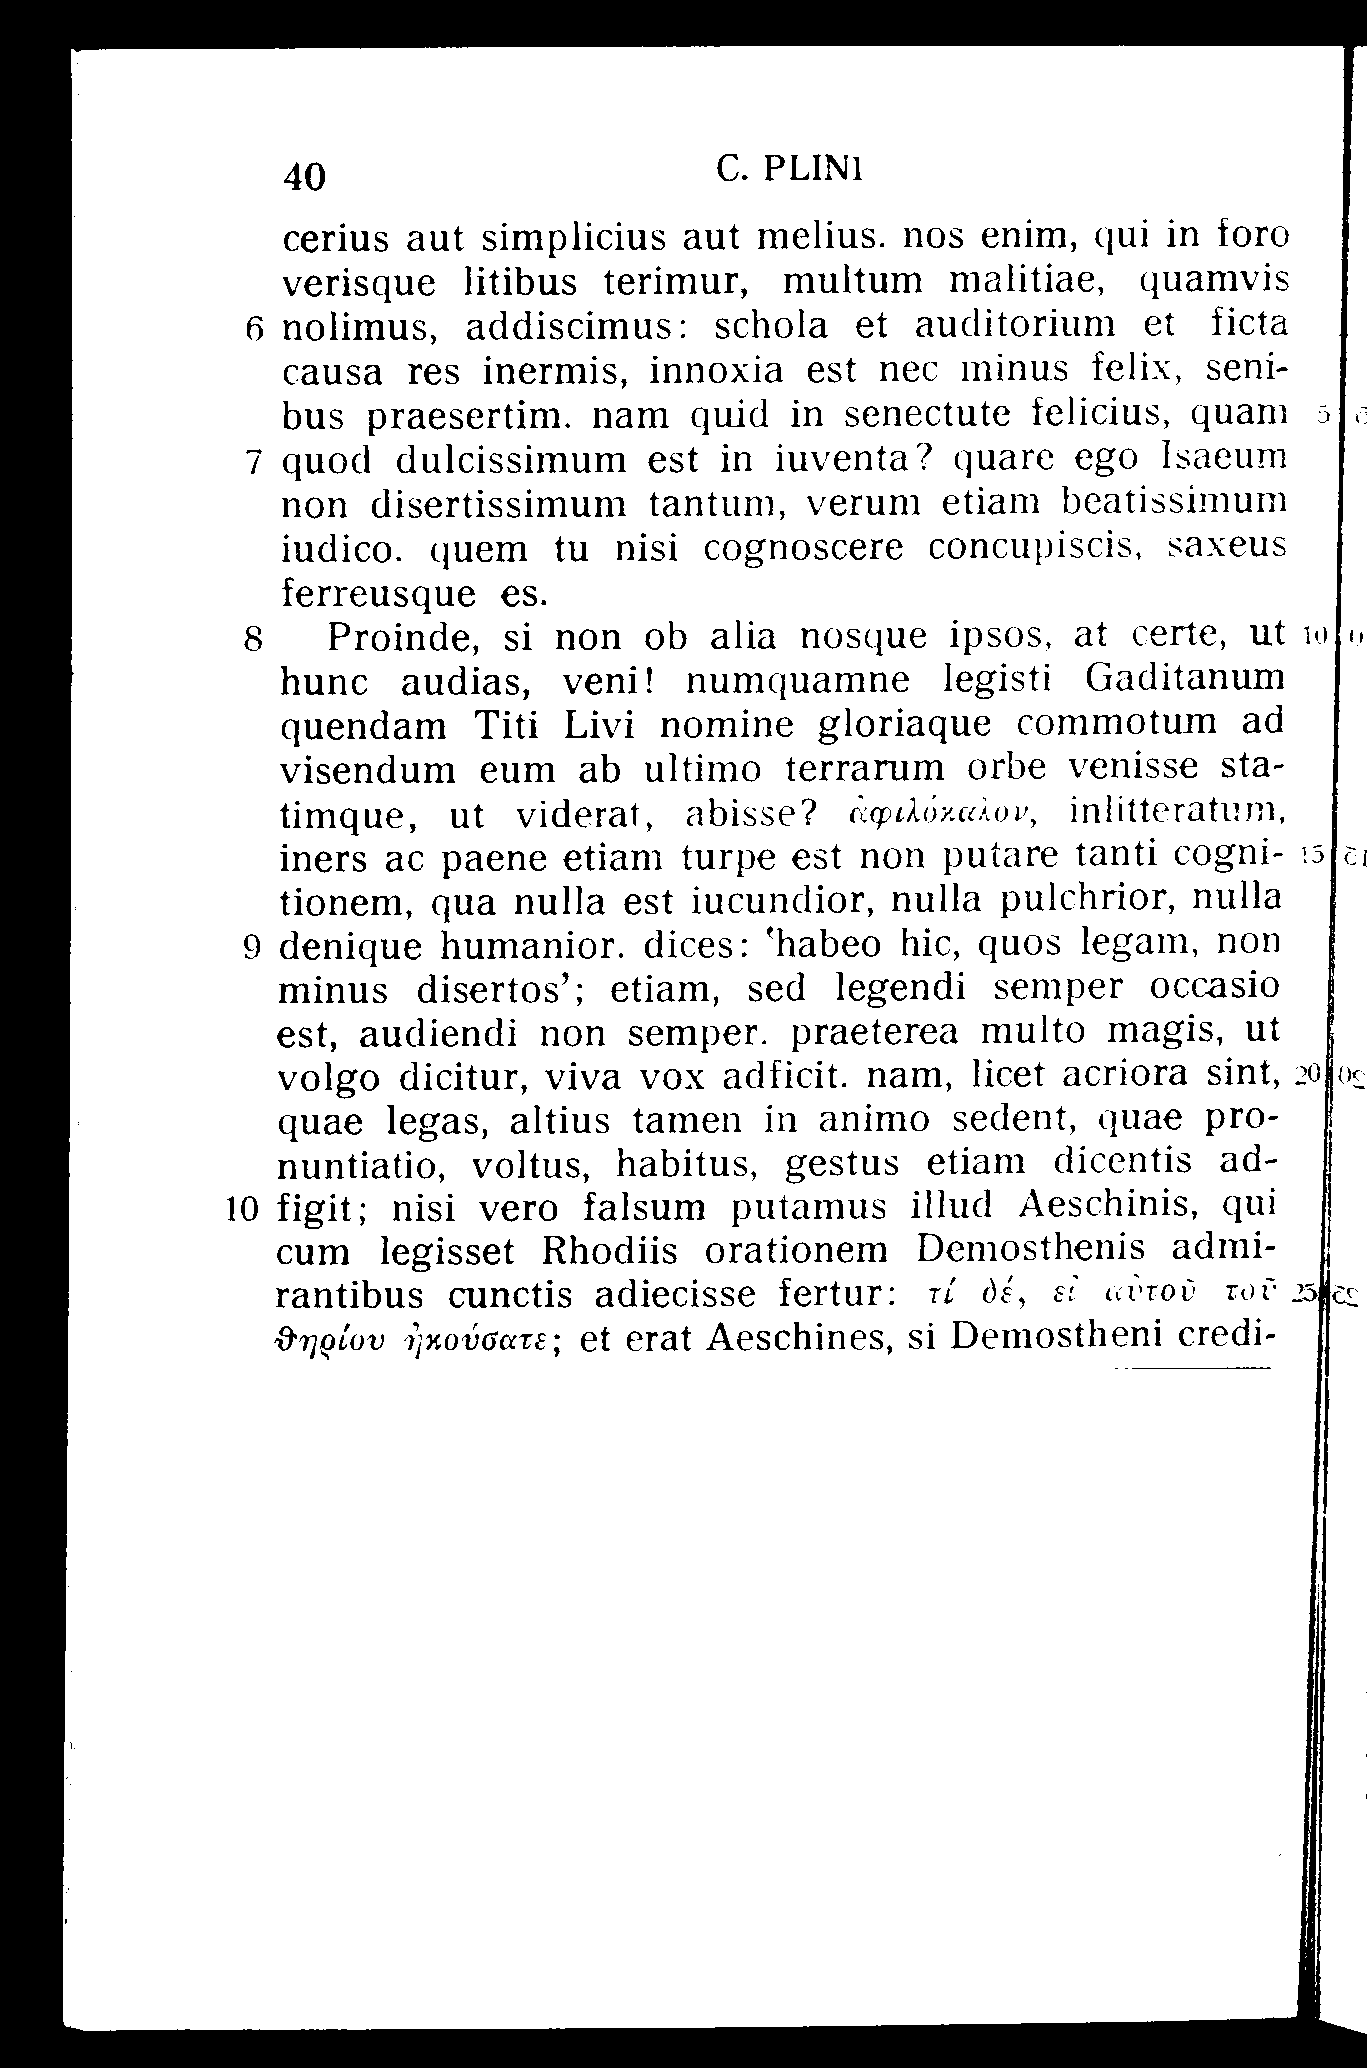 40 C. PLINI
cerius aut simplicius aut melius. nos enim, qui in foro
verisque litibus terimur, multum malitiae, quamvis
6 nolimus, addiscimus: schola et auditorium et ficta
causa res inermis, innoxia est nec minus felix, seni-
bus praesertim. nam quid in senectute felicius, quam 5
7 quod dulcissimum est in iuventa? quare ego Isaeum
non disertissimum tantum, verum etiam beatissimum
iudico. quem tu nisi cognoscere concupiscis, saxeus
ferreusque es.
8 Proinde, si non ob alia nosque ipsos, at certe, ut 10
hunc audias, veni! numquamne legisti Gaditanum
quendam Titi Livi nomine gloriaque commotum ad
visendum eum ab ultimo terrarum orbe venisse sta-
timque, ut viderat, abisse? ἀφιλόκαλον, inlitteratum,
iners ac paene etiam turpe est non putare tanti cogni- 15
tionem, qua nulla est iucundior, nulla pulchrior, nulla
9 denique humanior. dices: ‘habeo hic, quos legam, non
minus disertos’; etiam, sed legendi semper occasio
est, audiendi non semper. praeterea multo magis, ut
volgo dicitur, viva vox adficit. nam, licet acriora sint, 20
quae legas, altius tamen in animo sedent, quae pro-
nuntiatio, voltus, habitus, gestus etiam dicentis ad-
10 figit; nisi vero falsum putamus illud Aeschinis, qui
cum legisset Rhodiis orationem Demosthenis admi-
rantibus cunctis adiecisse fertur: τί δέ, εἰ αὐτοῦ τοῦ 25
θηρίου ἠκούσατε; et erat Aeschines, si Demostheni credi-